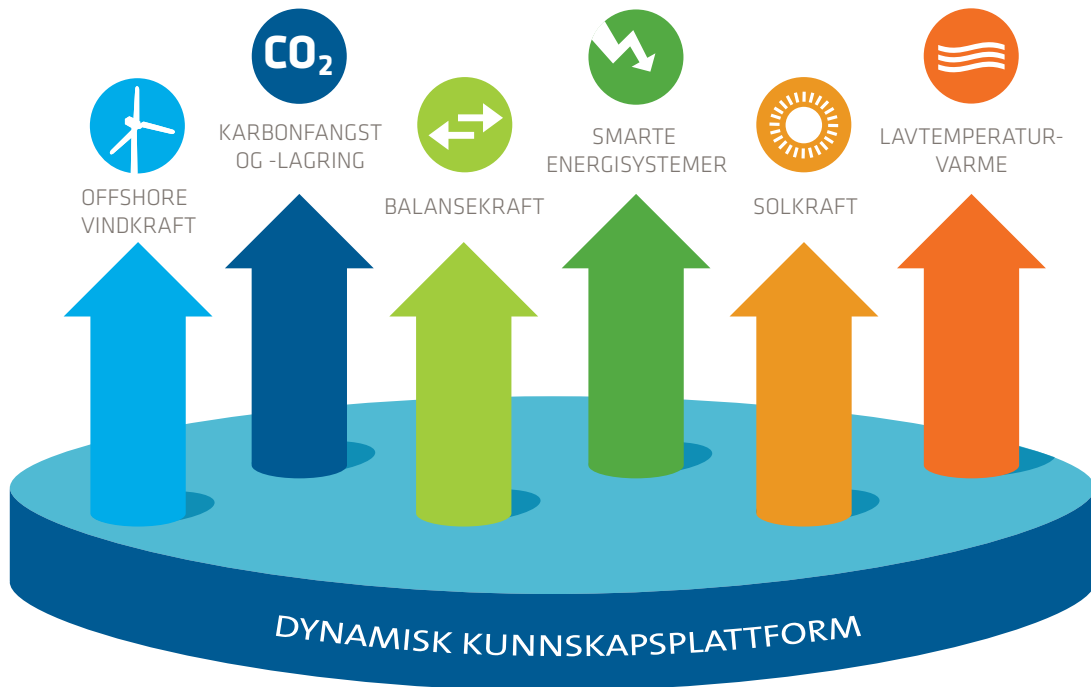 OFFSHORE
VINDKRAFT
CO₂
KARBONFANGST
OG -LAGRING
BALANSEKRAFT
SMARTE
ENERGISYSTEMER
SOLKRAFT
LAVTEMPERATUR-
VARME
DYNAMISK KUNNSKAPSPLATTFORM